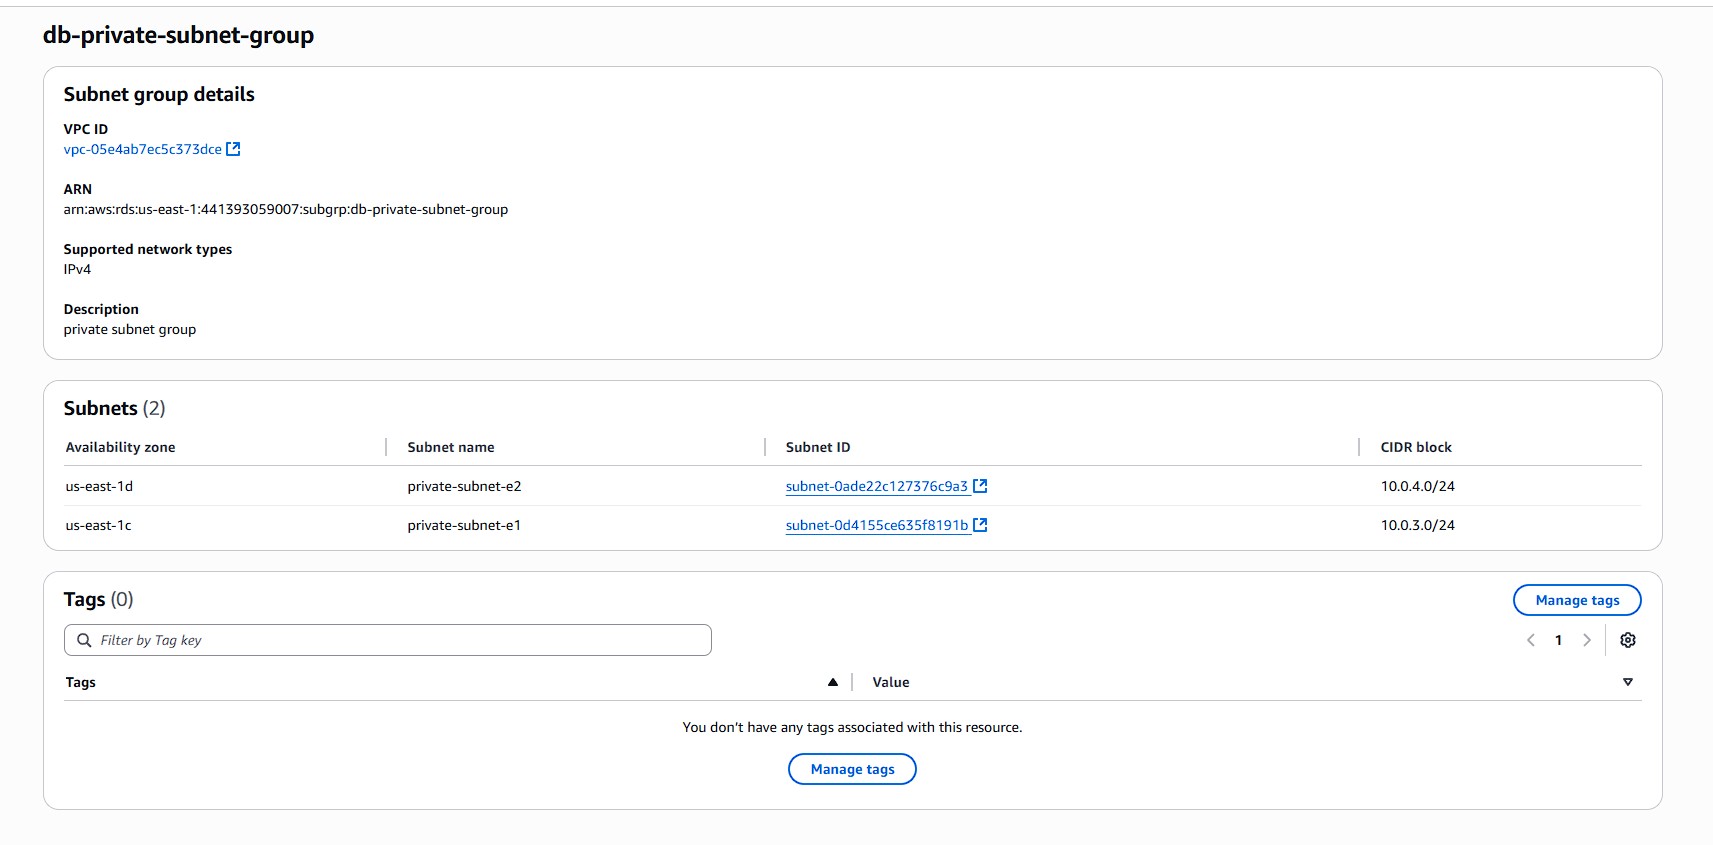 db-private-subnet-group
Subnet group details
VPC ID
vpc-05e4ab7ec5c373dce
ARN
arn:aws:rds:us-east-1:441393059007:subgrp:db-private-subnet-group
Supported network types
IPv4
Description
private subnet group
Subnets (2)
Availability zone Subnet name Subnet ID CIDR block
us-east-1d private-subnet-e2 subnet-0ade22c127376c9a3 10.0.4.0/24
us-east-1c private-subnet-e1 subnet-0d4155ce635f8191b 10.0.3.0/24
Tags (0) Manage tags
Filter by Tag key 1
Tags Value
You don't have any tags associated with this resource.
Manage tags